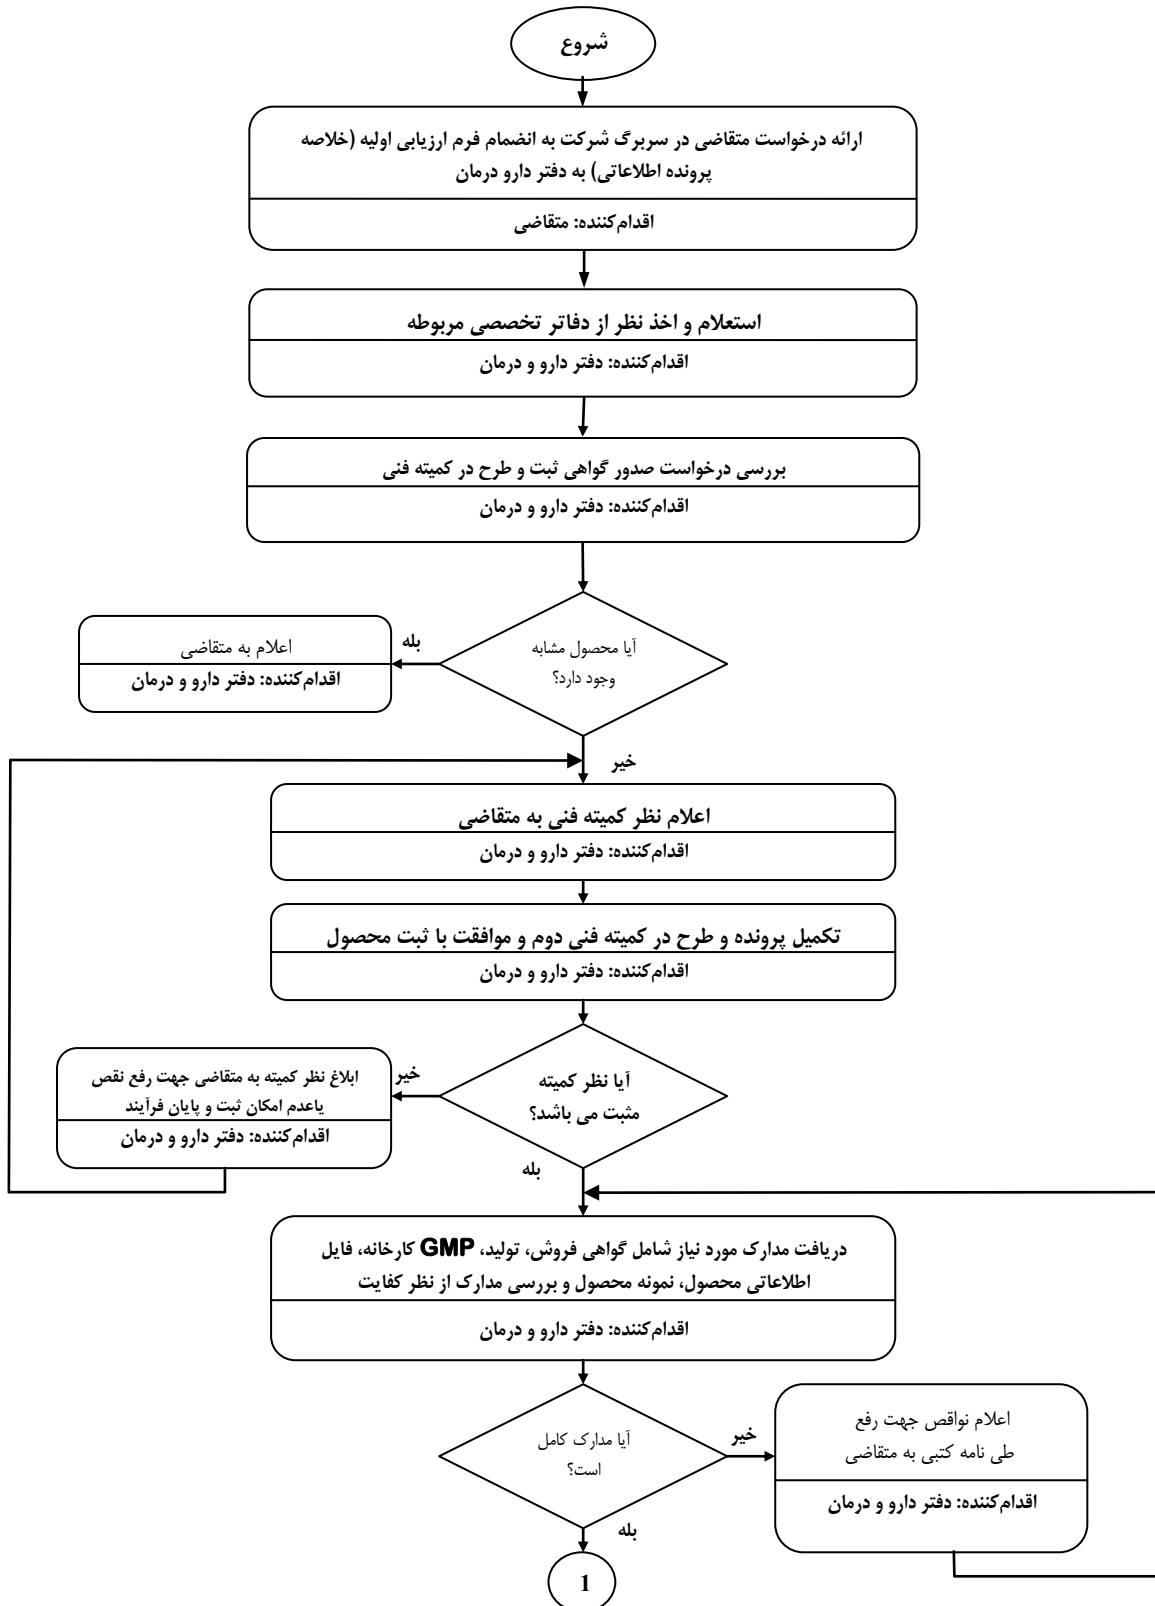 شروع
ارائه درخواست متقاضی در سربرگ شرکت به انضمام فرم ارزیابی اولیه (خلاصه
پرونده اطلاعاتی) به دفتر دارو درمان
اقدام‌کننده: متقاضی
استعلام و اخذ نظر از دفاتر تخصصی مربوطه
اقدام‌کننده: دفتر دارو و درمان
بررسی درخواست صدور گواهی ثبت و طرح در کمیته فنی
اقدام‌کننده: دفتر دارو و درمان
آیا محصول مشابه
وجود دارد؟
بله
اعلام به متقاضی
اقدام‌کننده: دفتر دارو و درمان
خیر
اعلام نظر کمیته فنی به متقاضی
اقدام‌کننده: دفتر دارو و درمان
تکمیل پرونده و طرح در کمیته فنی دوم و موافقت با ثبت محصول
اقدام‌کننده: دفتر دارو و درمان
آیا نظر کمیته
مثبت می باشد؟
خیر
ابلاغ نظر کمیته به متقاضی جهت رفع نقص
یاعدم امکان ثبت و پایان فرآیند
اقدام‌کننده: دفتر دارو و درمان
بله
دریافت مدارک مورد نیاز شامل گواهی فروش، تولید، GMP کارخانه، فایل
اطلاعاتی محصول، نمونه محصول و بررسی مدارک از نظر کفایت
اقدام‌کننده: دفتر دارو و درمان
آیا مدارک کامل
است؟
خیر
اعلام نواقص جهت رفع
طی نامه کتبی به متقاضی
اقدام‌کننده: دفتر دارو و درمان
بله
1